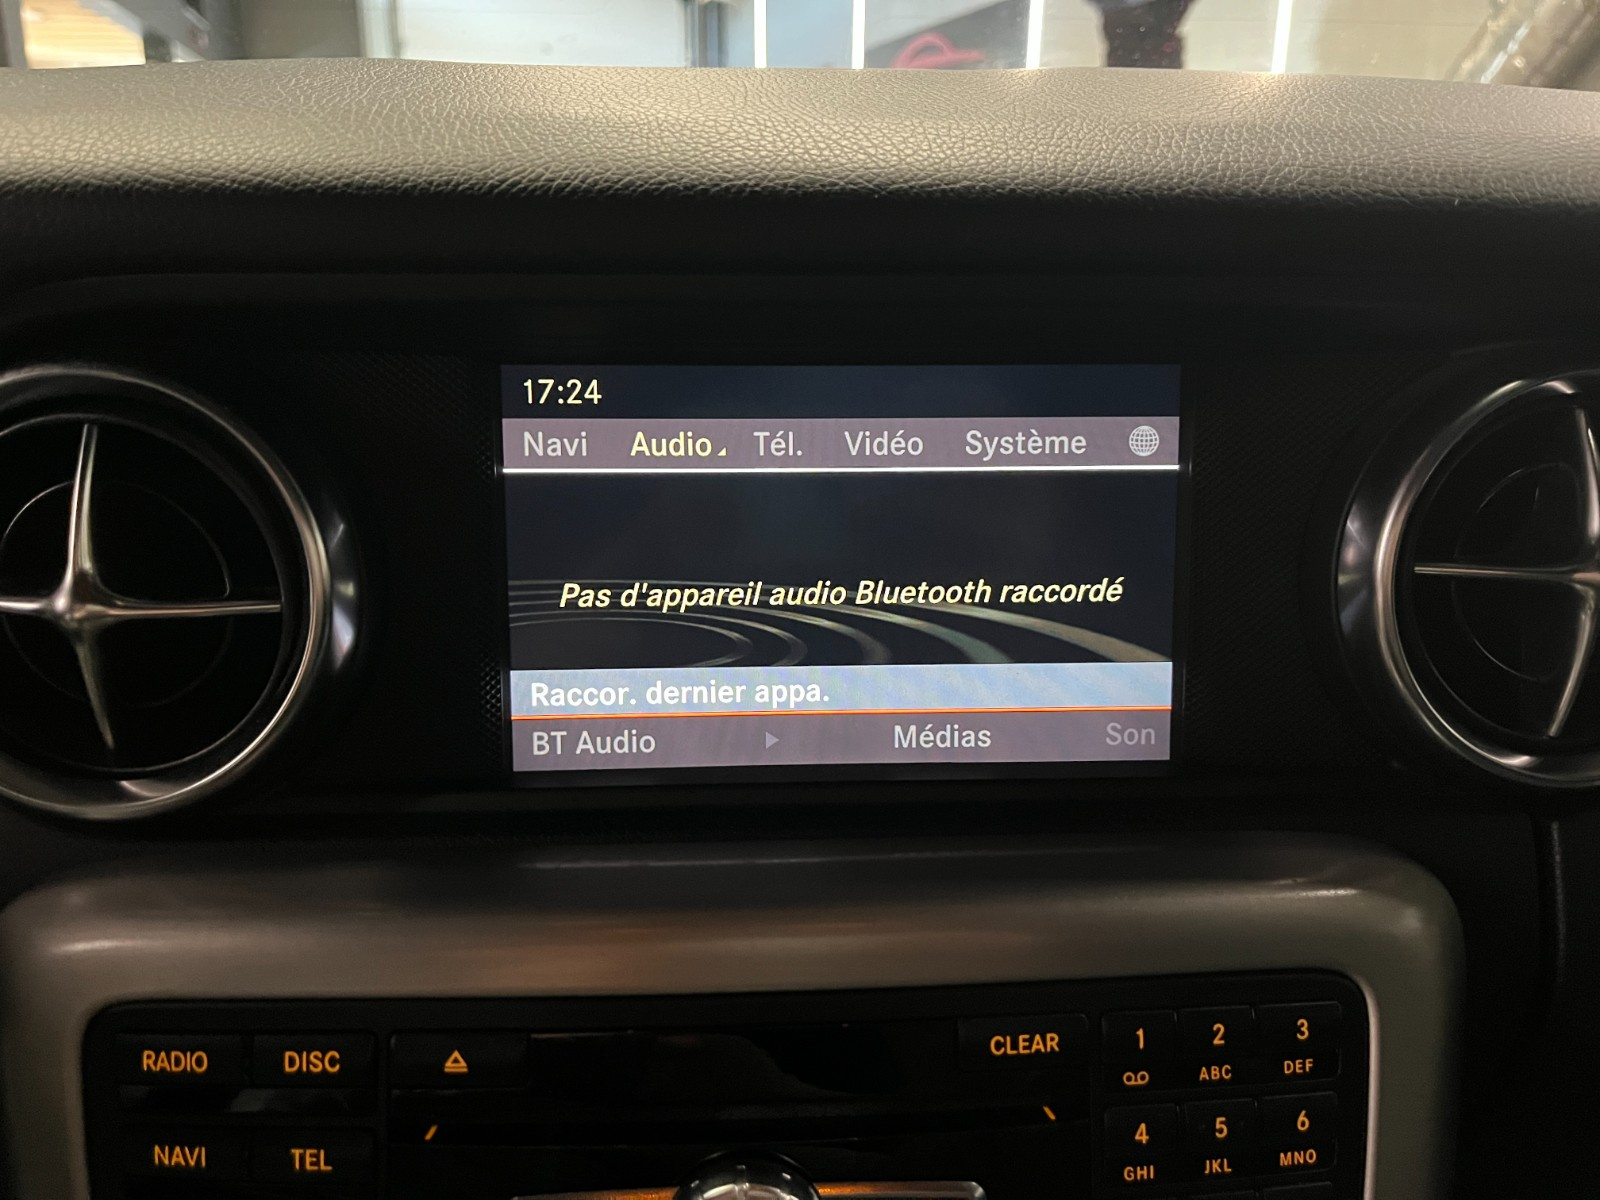 17:24
Navi Audio Tél. Vidéo Système
Pas d'appareil audio Bluetooth raccordé
Raccor. dernier appa.
BT Audio Médias Son
RADIO DISC CLEAR 1 2 3
ABC DEF
NAVI TEL 4 5 6
GHI JKL MNO